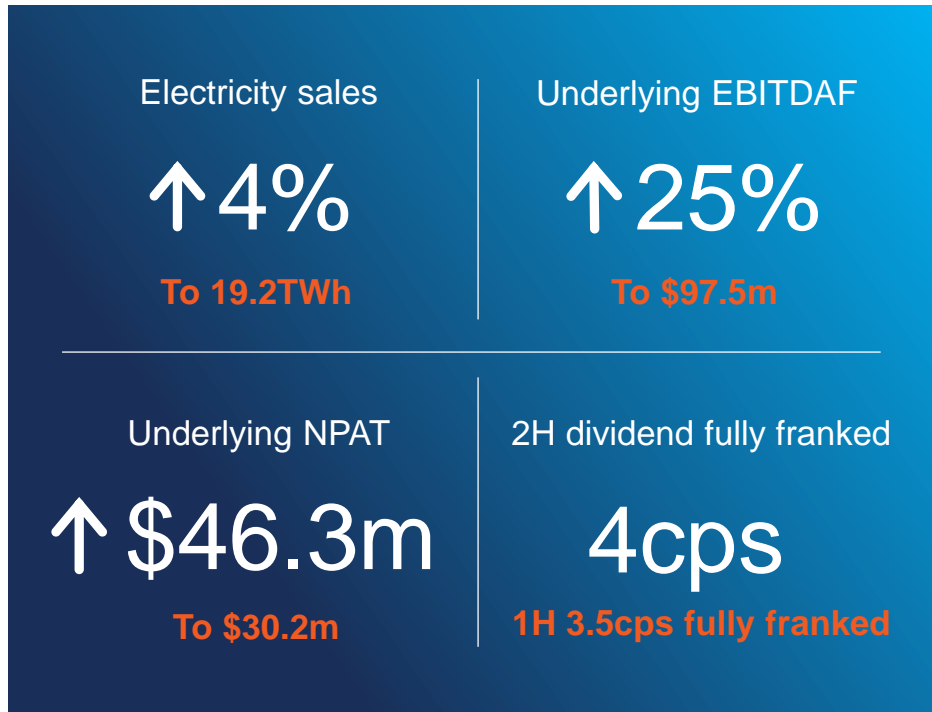 Electricity sales
↑4%
To 19.2TWh
Underlying EBITDAF
↑25%
To $97.5m
Underlying NPAT
↑ $46.3m
To $30.2m
2H dividend fully franked
4cps
1H 3.5cps fully franked